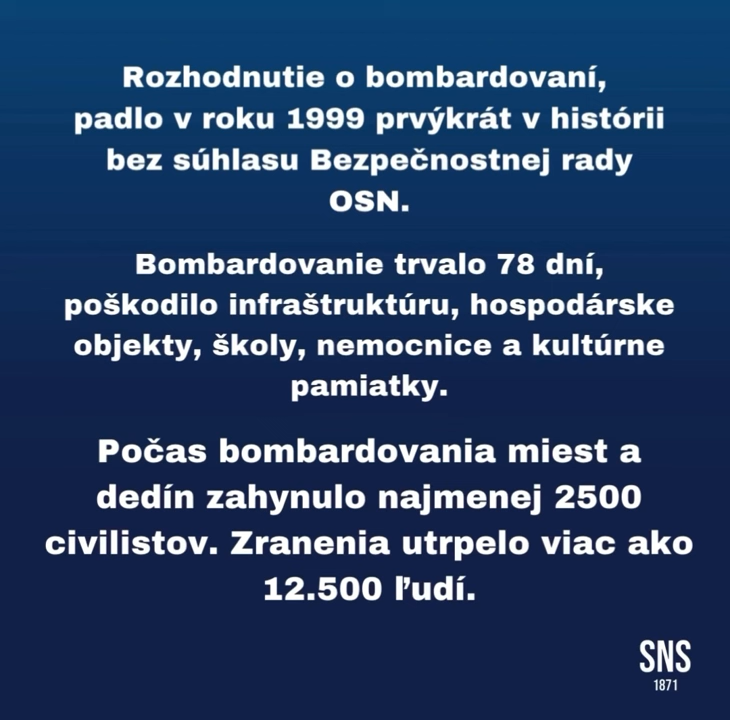 Rozhodnutie o bombardovaní,
padlo v roku 1999 prvýkrát v histórii
bez súhlasu Bezpečnostnej rady
OSN.
Bombardovanie trvalo 78 dní,
poškodilo infraštruktúru, hospodárske
objekty, školy, nemocnice a kultúrne
pamiatky.
Počas bombardovania miest a
dedín zahynulo najmenej 2500
civilistov. Zranenia utrpelo viac ako
12.500 ľudí.
SNS
1871